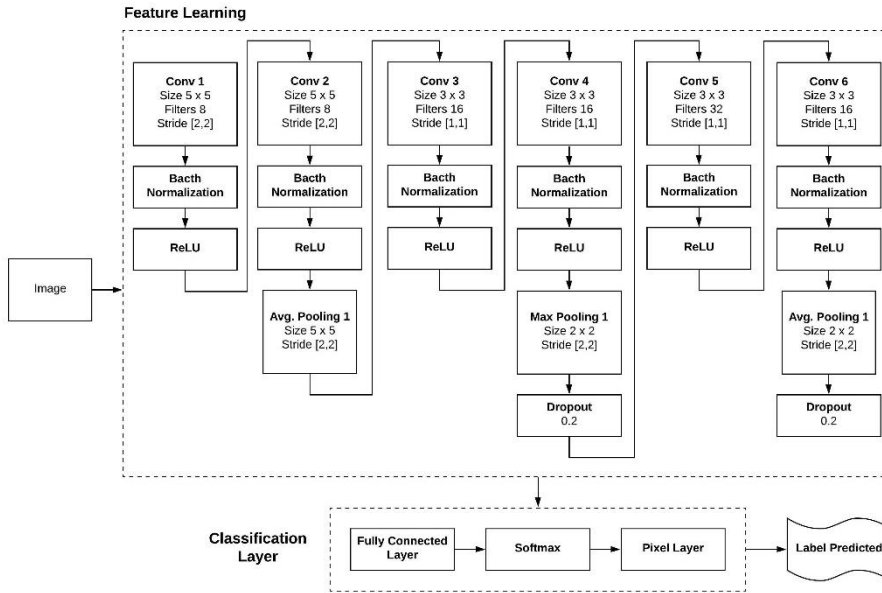 Feature Learning
Conv 1
Size 5 x 5
Filters 8
Stride [2,2]
Bacth
Normalization
ReLU
Conv 2
Size 5 x 5
Filters 8
Stride [2,2]
Bacth
Normalization
ReLU
Avg. Pooling 1
Size 5 x 5
Stride [2,2]
Conv 3
Size 3 x 3
Filters 16
Stride [1,1]
Bacth
Normalization
ReLU
Conv 4
Size 3 x 3
Filters 16
Stride [1,1]
Bacth
Normalization
ReLU
Max Pooling 1
Size 2 x 2
Stride [2,2]
Dropout
0.2
Conv 5
Size 3 x 3
Filters 32
Stride [1,1]
Bacth
Normalization
ReLU
Conv 6
Size 3 x 3
Filters 16
Stride [1,1]
Bacth
Normalization
ReLU
Avg. Pooling 1
Size 2 x 2
Stride [2,2]
Dropout
0.2
Image
Classification
Layer
Fully Connected
Layer
Softmax
Pixel Layer
Label Predicted